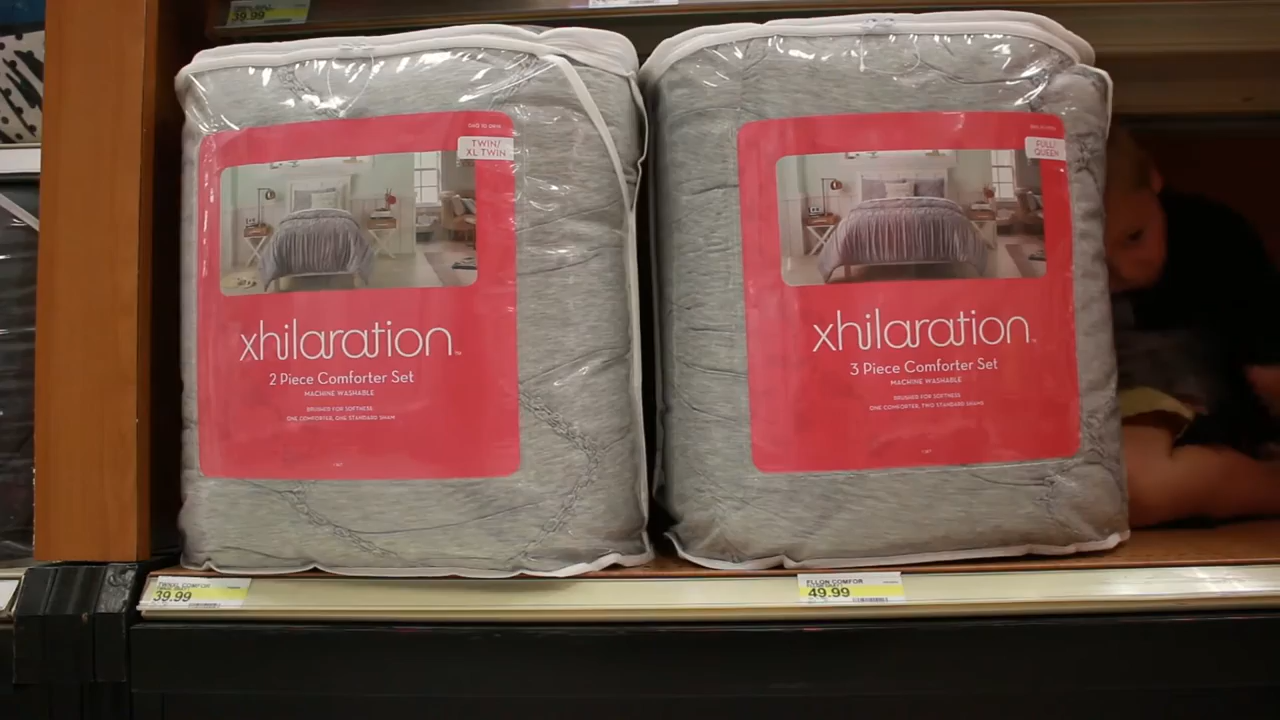 39.99
TWIN/
XL TWIN
xhilaration
2 Piece Comforter Set
MACHINE WASHABLE
BRUSHED FOR SOFTNESS
ONE COMFORTER, ONE STANDARD SHAM
FULL/
QUEEN
xhilaration
3 Piece Comforter Set
MACHINE WASHABLE
BRUSHED FOR SOFTNESS
ONE COMFORTER, TWO STANDARD SHAMS
COMFOR
39.99
COMFOR
49.99